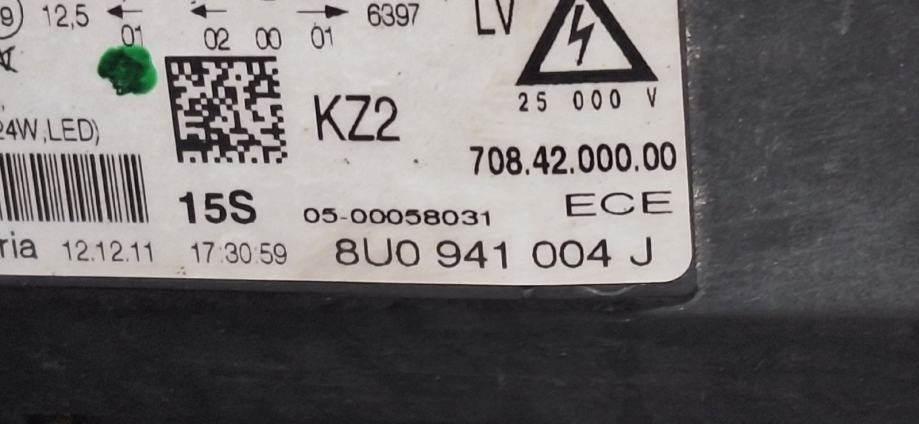 9 12,5 ← ← → 6397 LV
01 02 00 01
25 000 V
24W,LED)
KZ2
708.42.000.00
15S 05-00058031 ECE
ria 12.12.11 17:30:59 8U0 941 004 J